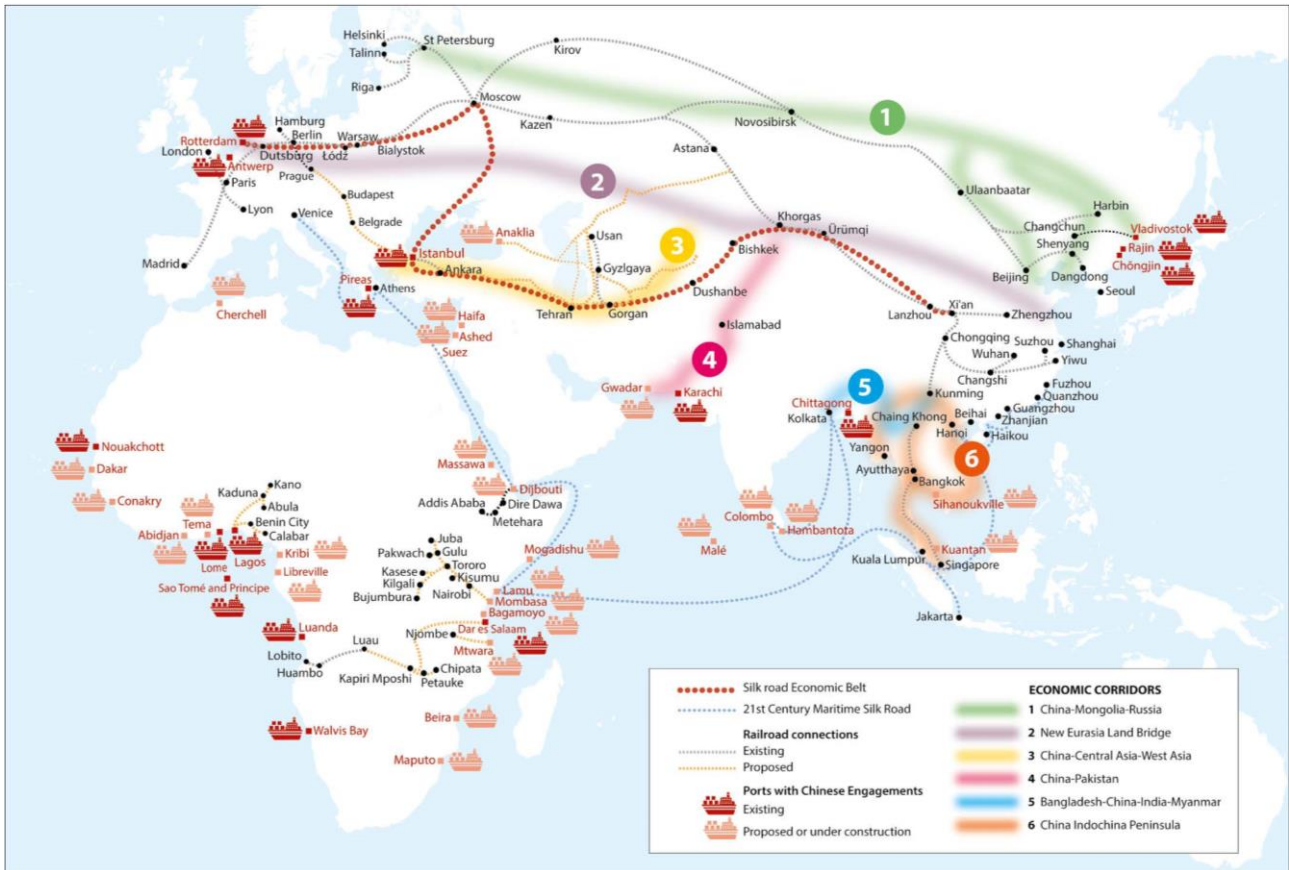 Helsinki
St Petersburg
Talinn
Riga
Kirov
Moscow
Kazen
Novosibirsk
1
Hamburg
Berlin
Rotterdam
London
Dutsburg
Warsaw
Łódź
Bialystok
Antwerp
Paris
Prague
Astana
2
Ulaanbaatar
Harbin
Changchun
Vladivostok
Shenyang
Rajin
Chôngjin
Beijing
Dangdong
Seoul
Lyon
Venice
Budapest
Belgrade
Madrid
Anaklia
Usan
3
Khorgas
Ürümqi
Bishkek
Istanbul
Ankara
Gyzlgaya
Pireas
Athens
Cherchell
Haifa
Ashed
Suez
Tehran
Gorgan
Dushanbe
Islamabad
Lanzhou
Xi'an
Zhengzhou
Chongqing
Wuhan
Suzhou
Shanghai
Yiwu
Changshi
4
Gwadar
Karachi
5
Chittagong
Kolkata
Kunming
Fuzhou
Quanzhou
Guangzhou
Zhanjian
Chaing Khong
Beihai
Hanoi
Haikou
Yangon
6
Ayutthaya
Bangkok
Sihanoukville
Nouakchott
Dakar
Conakry
Kano
Kaduna
Abula
Tema
Benin City
Calabar
Abidjan
Lome
Lagos
Kribi
Libreville
Sao Tomé and Principe
Massawa
Djibouti
Addis Ababa
Dire Dawa
Metehara
Juba
Pakwach
Gulu
Tororo
Kasese
Kisumu
Kilgali
Bujumbura
Nairobi
Mogadishu
Lamu
Mombasa
Bagamoyo
Dar es Salaam
Colombo
Hambantota
Malé
Kuala Lumpur
Kuantan
Singapore
Jakarta
Luanda
Luau
Njombe
Mtwara
Lobito
Huambo
Kapiri Mposhi
Chipata
Petauke
Walvis Bay
Beira
Maputo
Silk road Economic Belt
21st Century Maritime Silk Road
Railroad connections
Existing
Proposed
Ports with Chinese Engagements
Existing
Proposed or under construction
ECONOMIC CORRIDORS
1 China-Mongolia-Russia
2 New Eurasia Land Bridge
3 China-Central Asia-West Asia
4 China-Pakistan
5 Bangladesh-China-India-Myanmar
6 China Indochina Peninsula